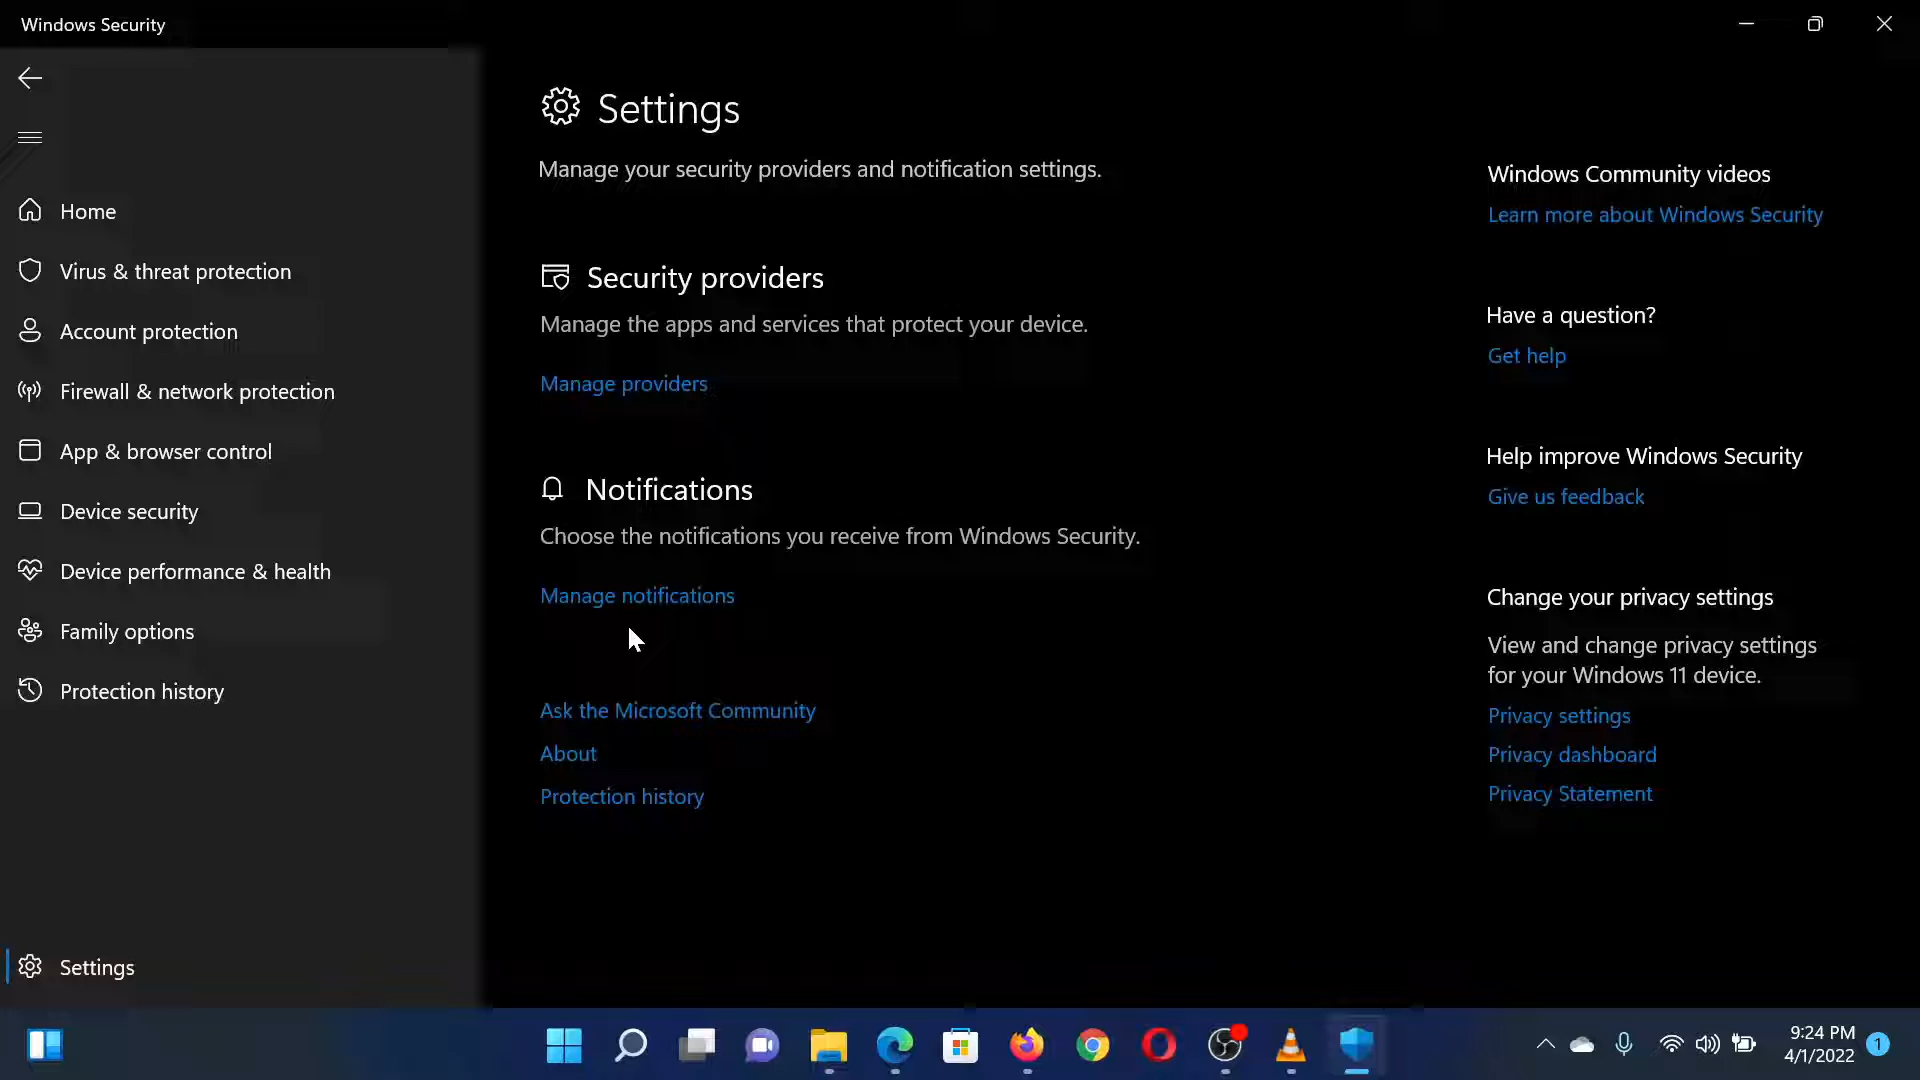 Windows Security
Home
Virus & threat protection
Account protection
Firewall & network protection
App & browser control
Device security
Device performance & health
Family options
Protection history
Settings
Settings
Manage your security providers and notification settings.
Security providers
Manage the apps and services that protect your device.
Manage providers
Notifications
Choose the notifications you receive from Windows Security.
Manage notifications
Ask the Microsoft Community
About
Protection history
Windows Community videos
Learn more about Windows Security
Have a question?
Get help
Help improve Windows Security
Give us feedback
Change your privacy settings
View and change privacy settings
for your Windows 11 device.
Privacy settings
Privacy dashboard
Privacy Statement
9:24 PM
4/1/2022
1